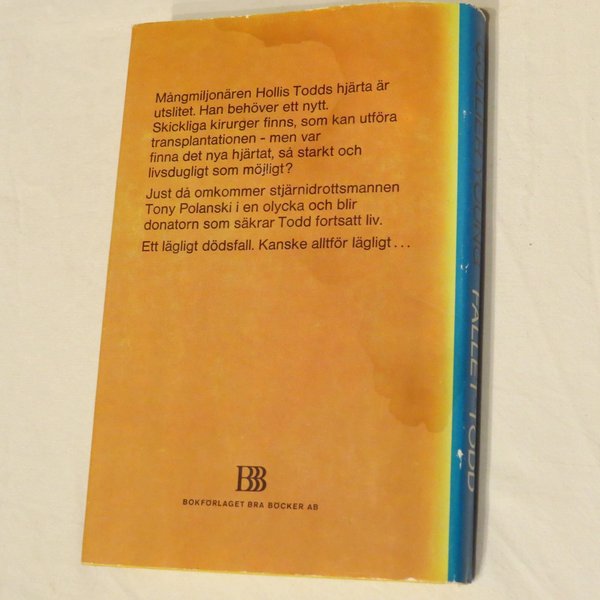 Mångmiljonären Hollis Todds hjärta är
utslitet. Han behöver ett nytt.
Skickliga kirurger finns, som kan utföra
transplantationen - men var
finna det nya hjärtat, så starkt och
livsdugligt som möjligt?
Just då omkommer stjärnidrottsmannen
Tony Polanski i en olycka och blir
donatorn som säkrar Todd fortsatt liv.
Ett lägligt dödsfall. Kanske alltför lägligt...
BBB
BOKFÖRLAGET BRA BÖCKER AB
FALLET TODD